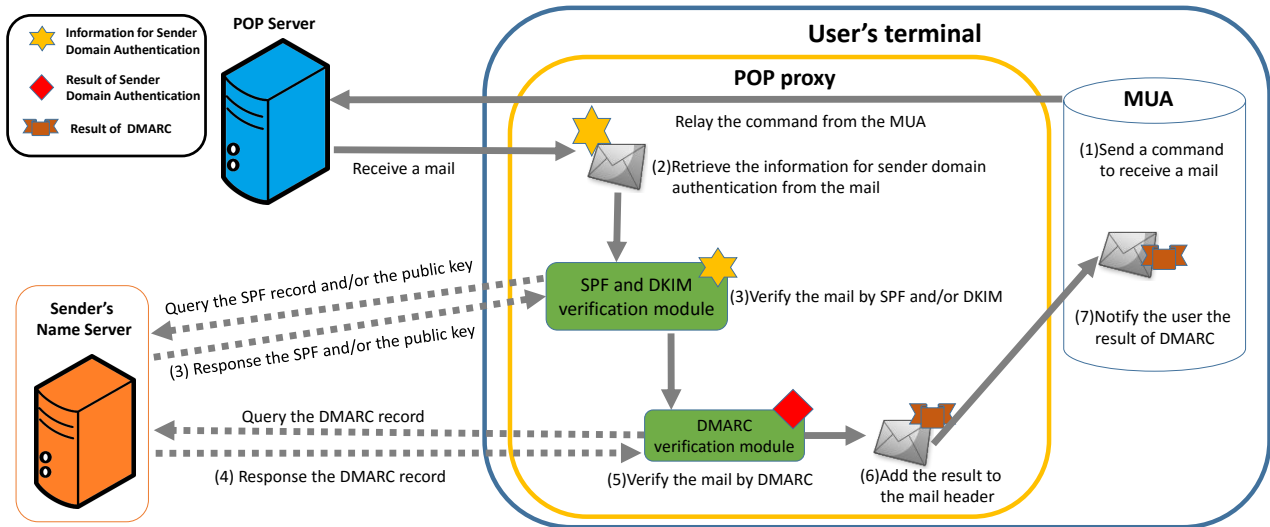 Information for Sender
Domain Authentication
Result of Sender
Domain Authentication
Result of DMARC
POP Server
User's terminal
POP proxy
MUA
Relay the command from the MUA
(1)Send a command
to receive a mail
Receive a mail
(2)Retrieve the information for sender domain
authentication from the mail
Query the SPF record and/or the public key
SPF and DKIM
verification module
(3)Verify the mail by SPF and/or DKIM
(3) Response the SPF and/or the public key
Sender's
Name Server
(7)Notify the user the
result of DMARC
Query the DMARC record
DMARC
verification module
(4) Response the DMARC record
(5)Verify the mail by DMARC
(6)Add the result to
the mail header